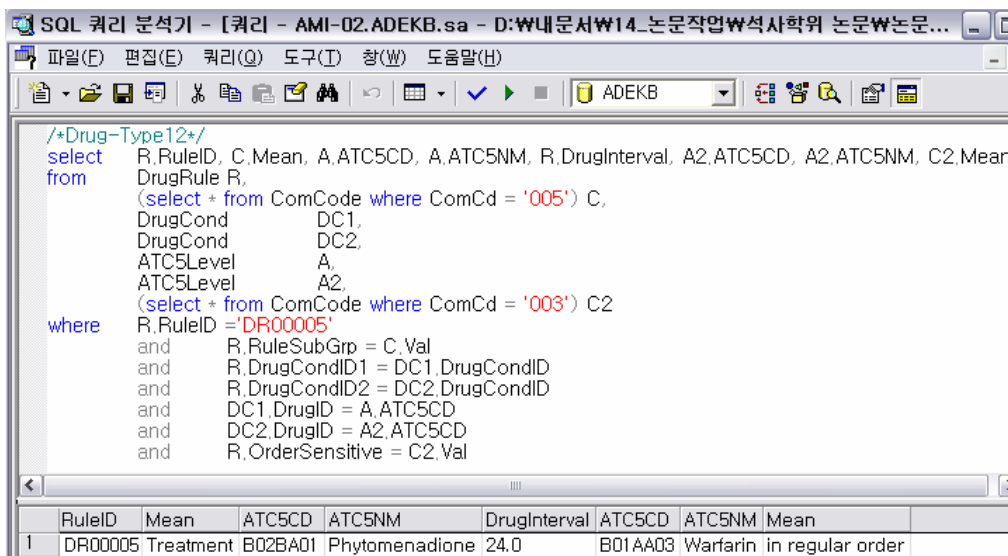 SQL 쿼리 분석기 - [쿼리 - AMI-02.ADEKB.sa - D:₩내문서₩14_논문작업₩석사학위 논문₩논문...
파일(F) 편집(E) 쿼리(Q) 도구(T) 창(W) 도움말(H)
ADEKB
/*Drug-Type12*/
select R.RuleID, C.Mean, A.ATC5CD, A.ATC5NM, R.DrugInterval, A2.ATC5CD, A2.ATC5NM, C2.Mean
from DrugRule R,
(select * from ComCode where ComCd = '005') C,
DrugCond DC1,
DrugCond DC2,
ATC5Level A,
ATC5Level A2,
(select * from ComCode where ComCd = '003') C2
where R.RuleID ='DR00005'
and R.RuleSubGrp = C.Val
and R.DrugCondID1 = DC1.DrugCondID
and R.DrugCondID2 = DC2.DrugCondID
and DC1.DrugID = A.ATC5CD
and DC2.DrugID = A2.ATC5CD
and R.OrderSensitive = C2.Val
RuleID Mean ATC5CD ATC5NM DrugInterval ATC5CD ATC5NM Mean
1 DR00005 Treatment B02BA01 Phytomenadione 24.0 B01AA03 Warfarin in regular order